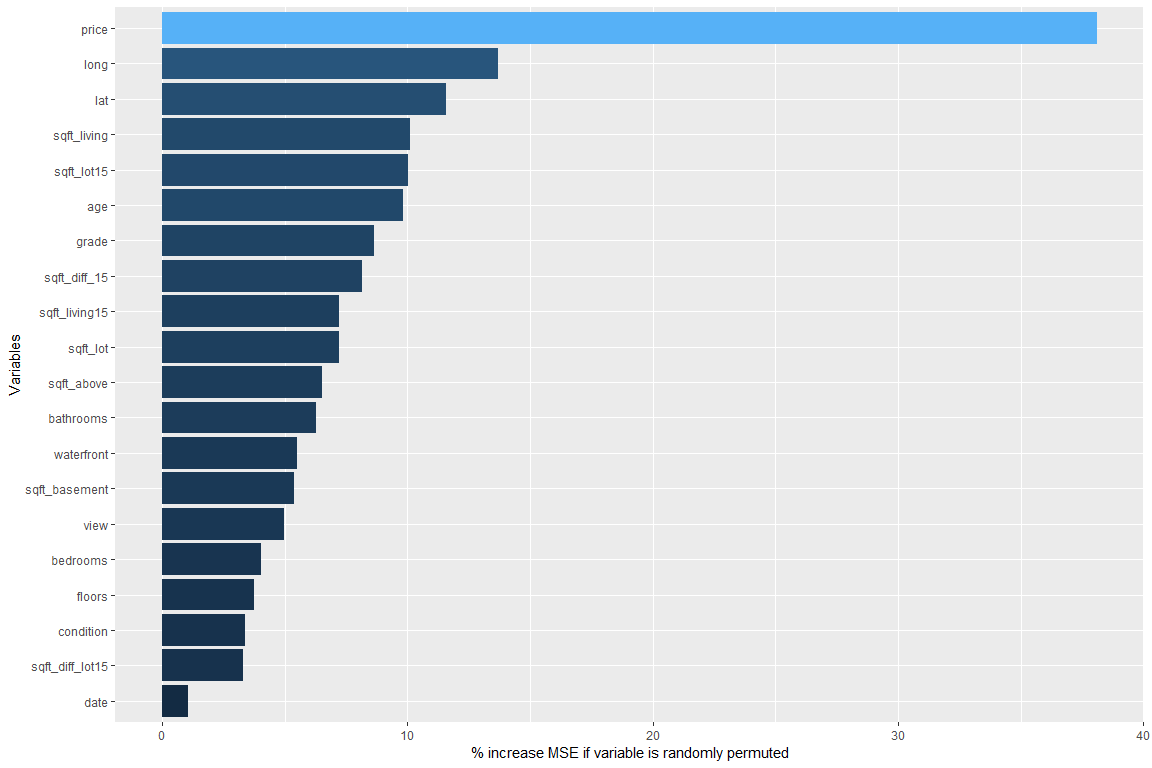 price
long
lat
sqft_living
sqft_lot15
age
grade
sqft_diff_15
sqft_living15
sqft_lot
sqft_above
bathrooms
waterfront
sqft_basement
view
bedrooms
floors
condition
sqft_diff_lot15
date
Variables
0 10 20 30 40
% increase MSE if variable is randomly permuted